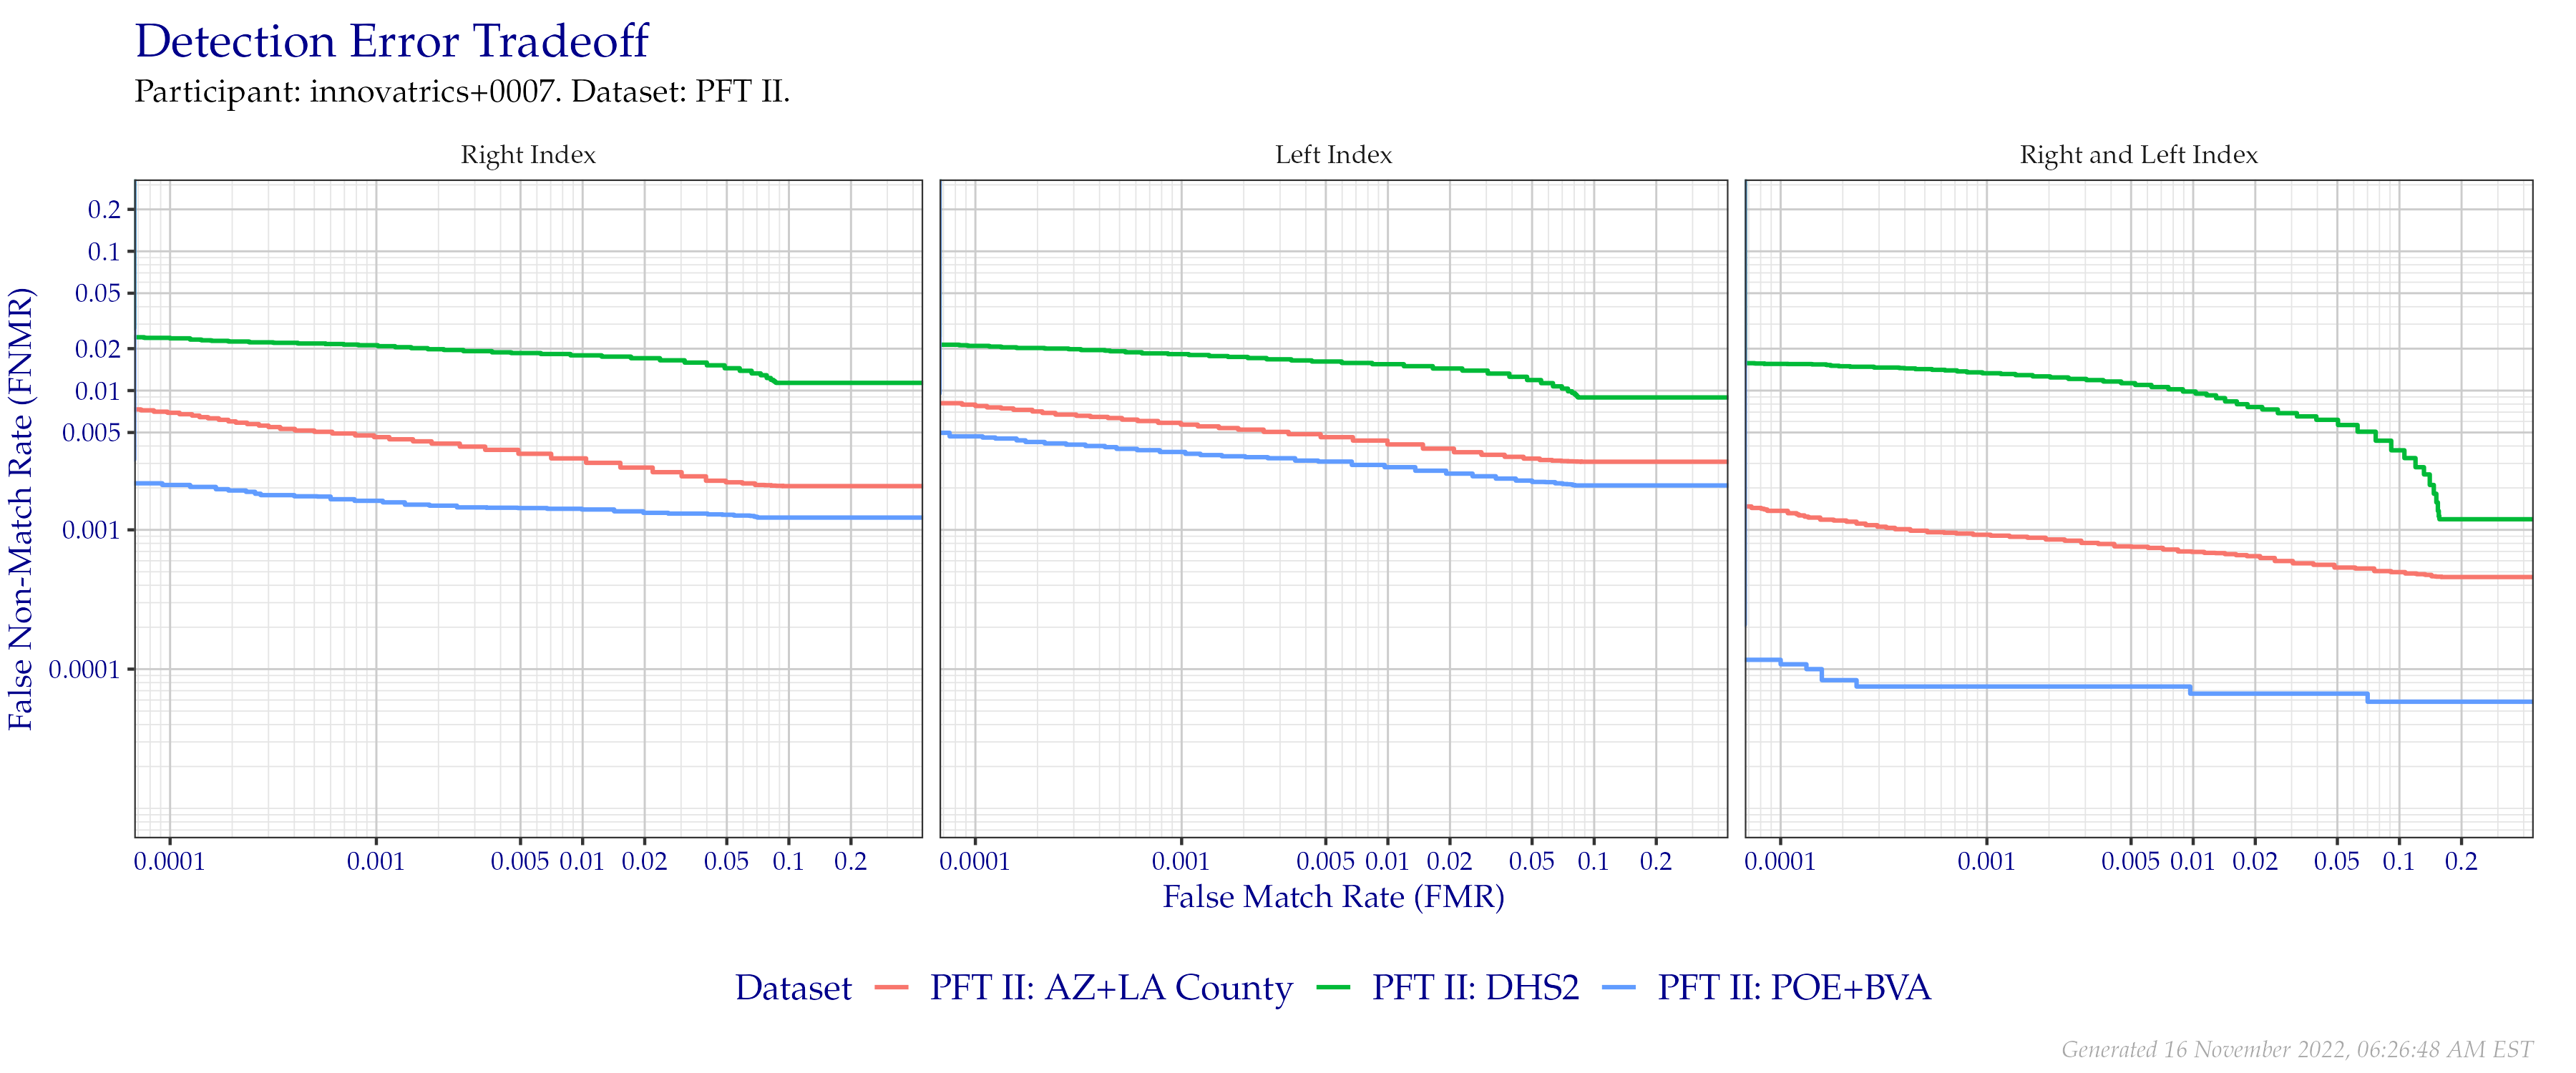 Detection Error Tradeoff
Participant: innovatrics+0007. Dataset: PFT II.
Right Index
Left Index
Right and Left Index
False Non-Match Rate (FNMR)
0.2
0.1
0.05
0.02
0.01
0.005
0.001
0.0001
0.0001 0.001 0.005 0.01 0.02 0.05 0.1 0.2
0.0001 0.001 0.005 0.01 0.02 0.05 0.1 0.2
0.0001 0.001 0.005 0.01 0.02 0.05 0.1 0.2
False Match Rate (FMR)
Dataset PFT II: AZ+LA County PFT II: DHS2 PFT II: POE+BVA
Generated 16 November 2022, 06:26:48 AM EST